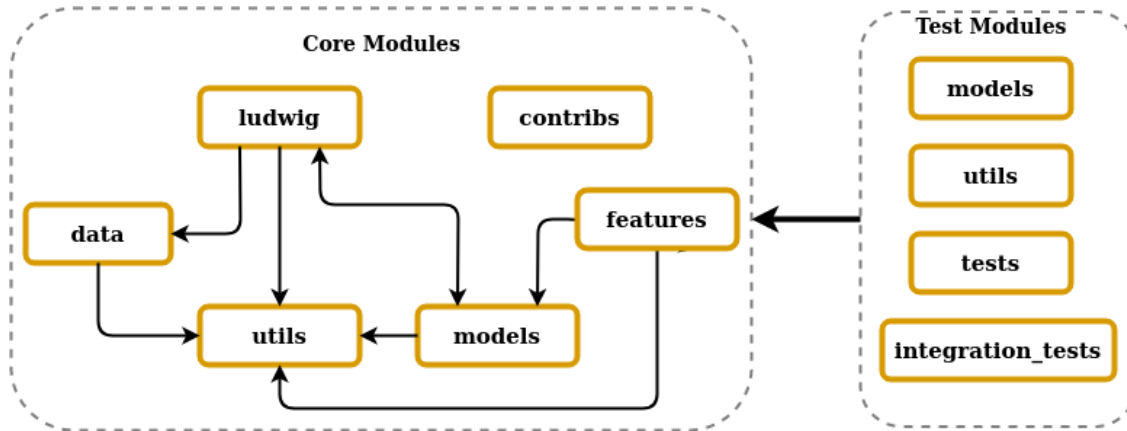 Core Modules
ludwig
contribs
data
features
utils
models
Test Modules
models
utils
tests
integration_tests